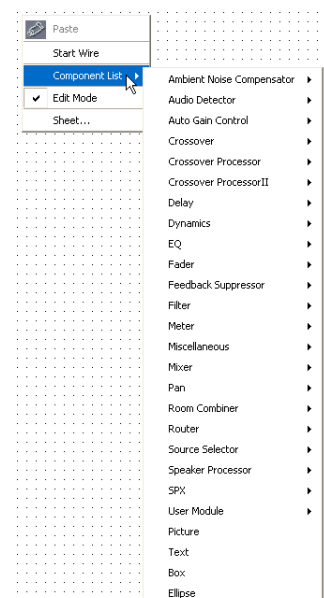 Paste
Start Wire
Component List
Edit Mode
Sheet...
Ambient Noise Compensator
Audio Detector
Auto Gain Control
Crossover
Crossover Processor
Crossover ProcessorII
Delay
Dynamics
EQ
Fader
Feedback Suppressor
Filter
Meter
Miscellaneous
Mixer
Pan
Room Combiner
Router
Source Selector
Speaker Processor
SPX
User Module
Picture
Text
Box
Ellipse